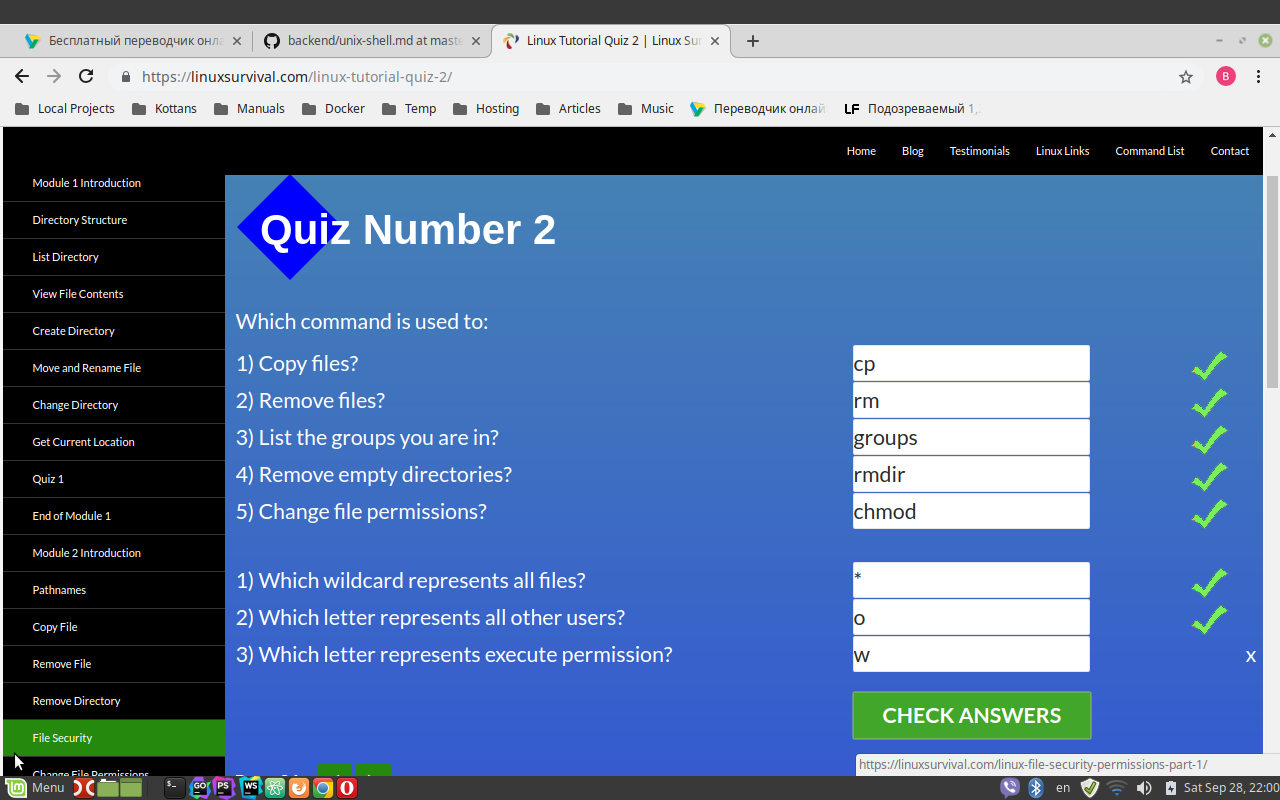 Бесплатный переводчик онла
backend/unix-shell.md at maste
Linux Tutorial Quiz 2 | Linux Sur
https://linuxsurvival.com/linux-tutorial-quiz-2/
B
Local Projects
Kottans
Manuals
Docker
Temp
Hosting
Articles
Music
Переводчик онлай
LF
Подозреваемый 1,
Home
Blog
Testimonials
Linux Links
Command List
Contact
Module 1 Introduction
Directory Structure
List Directory
View File Contents
Create Directory
Move and Rename File
Change Directory
Get Current Location
Quiz 1
End of Module 1
Module 2 Introduction
Pathnames
Copy File
Remove File
Remove Directory
File Security
Change File Permissions
Quiz Number 2
Which command is used to:
1) Copy files? cp
2) Remove files? rm
3) List the groups you are in? groups
4) Remove empty directories? rmdir
5) Change file permissions? chmod
1) Which wildcard represents all files? *
2) Which letter represents all other users? o
3) Which letter represents execute permission? w x
CHECK ANSWERS
https://linuxsurvival.com/linux-file-security-permissions-part-1/
Menu
GO
PS
WS
en
Sat Sep 28, 22:00